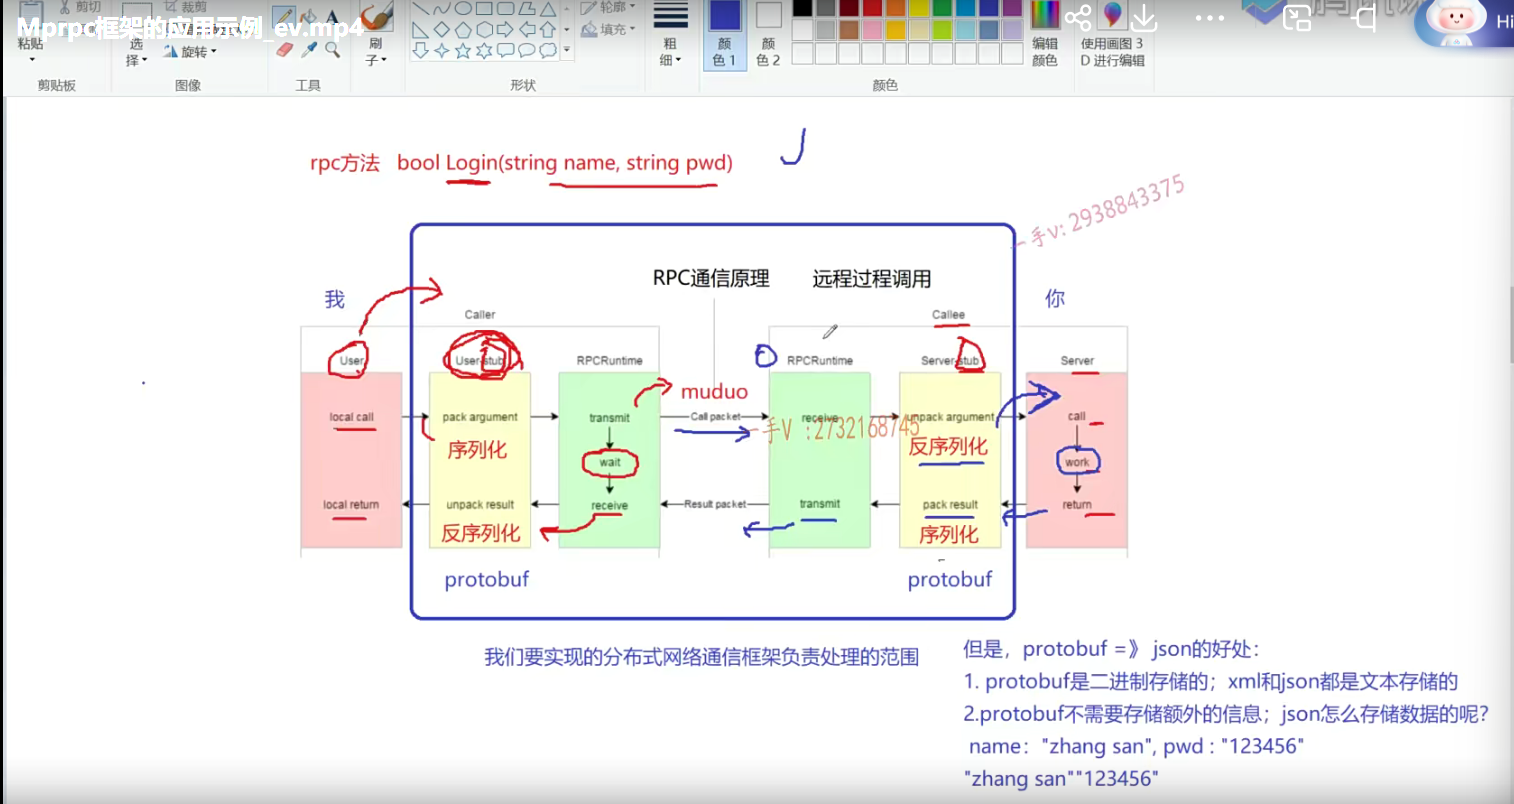 Mprpc框架的应用示例_ev.mp4
剪切
裁剪
轮廓
Hi
粘贴
选择
旋转
刷子
填充
粗细
颜色 1
颜色 2
编辑颜色
使用画图 3D 进行编辑
剪贴板
图像
工具
形状
颜色
rpc方法 bool Login(string name, string pwd)
一手v: 2938843375
RPC通信原理 远程过程调用
我
你
Caller
Callee
User
User-stub
RPCRuntime
RPCRuntime
Server-stub
Server
muduo
local call
pack argument
transmit
Call packet
receive
unpack argument
call
一手V :2732168745
序列化
反序列化
wait
work
local return
unpack result
receive
Result packet
transmit
pack result
return
反序列化
序列化
protobuf
protobuf
我们要实现的分布式网络通信框架负责处理的范围
但是，protobuf =》 json的好处：
1. protobuf是二进制存储的；xml和json都是文本存储的
2.protobuf不需要存储额外的信息；json怎么存储数据的呢？
name："zhang san", pwd : "123456"
"zhang san""123456"